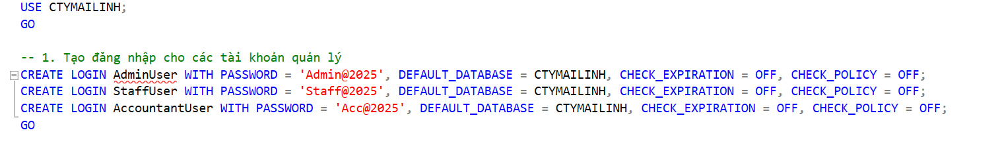 USE CTYMAILINH;
GO
-- 1. Tạo đăng nhập cho các tài khoản quản lý
CREATE LOGIN AdminUser WITH PASSWORD = 'Admin@2025', DEFAULT_DATABASE = CTYMAILINH, CHECK_EXPIRATION = OFF, CHECK_POLICY = OFF;
CREATE LOGIN StaffUser WITH PASSWORD = 'Staff@2025', DEFAULT_DATABASE = CTYMAILINH, CHECK_EXPIRATION = OFF, CHECK_POLICY = OFF;
CREATE LOGIN AccountantUser WITH PASSWORD = 'Acc@2025', DEFAULT_DATABASE = CTYMAILINH, CHECK_EXPIRATION = OFF, CHECK_POLICY = OFF;
GO